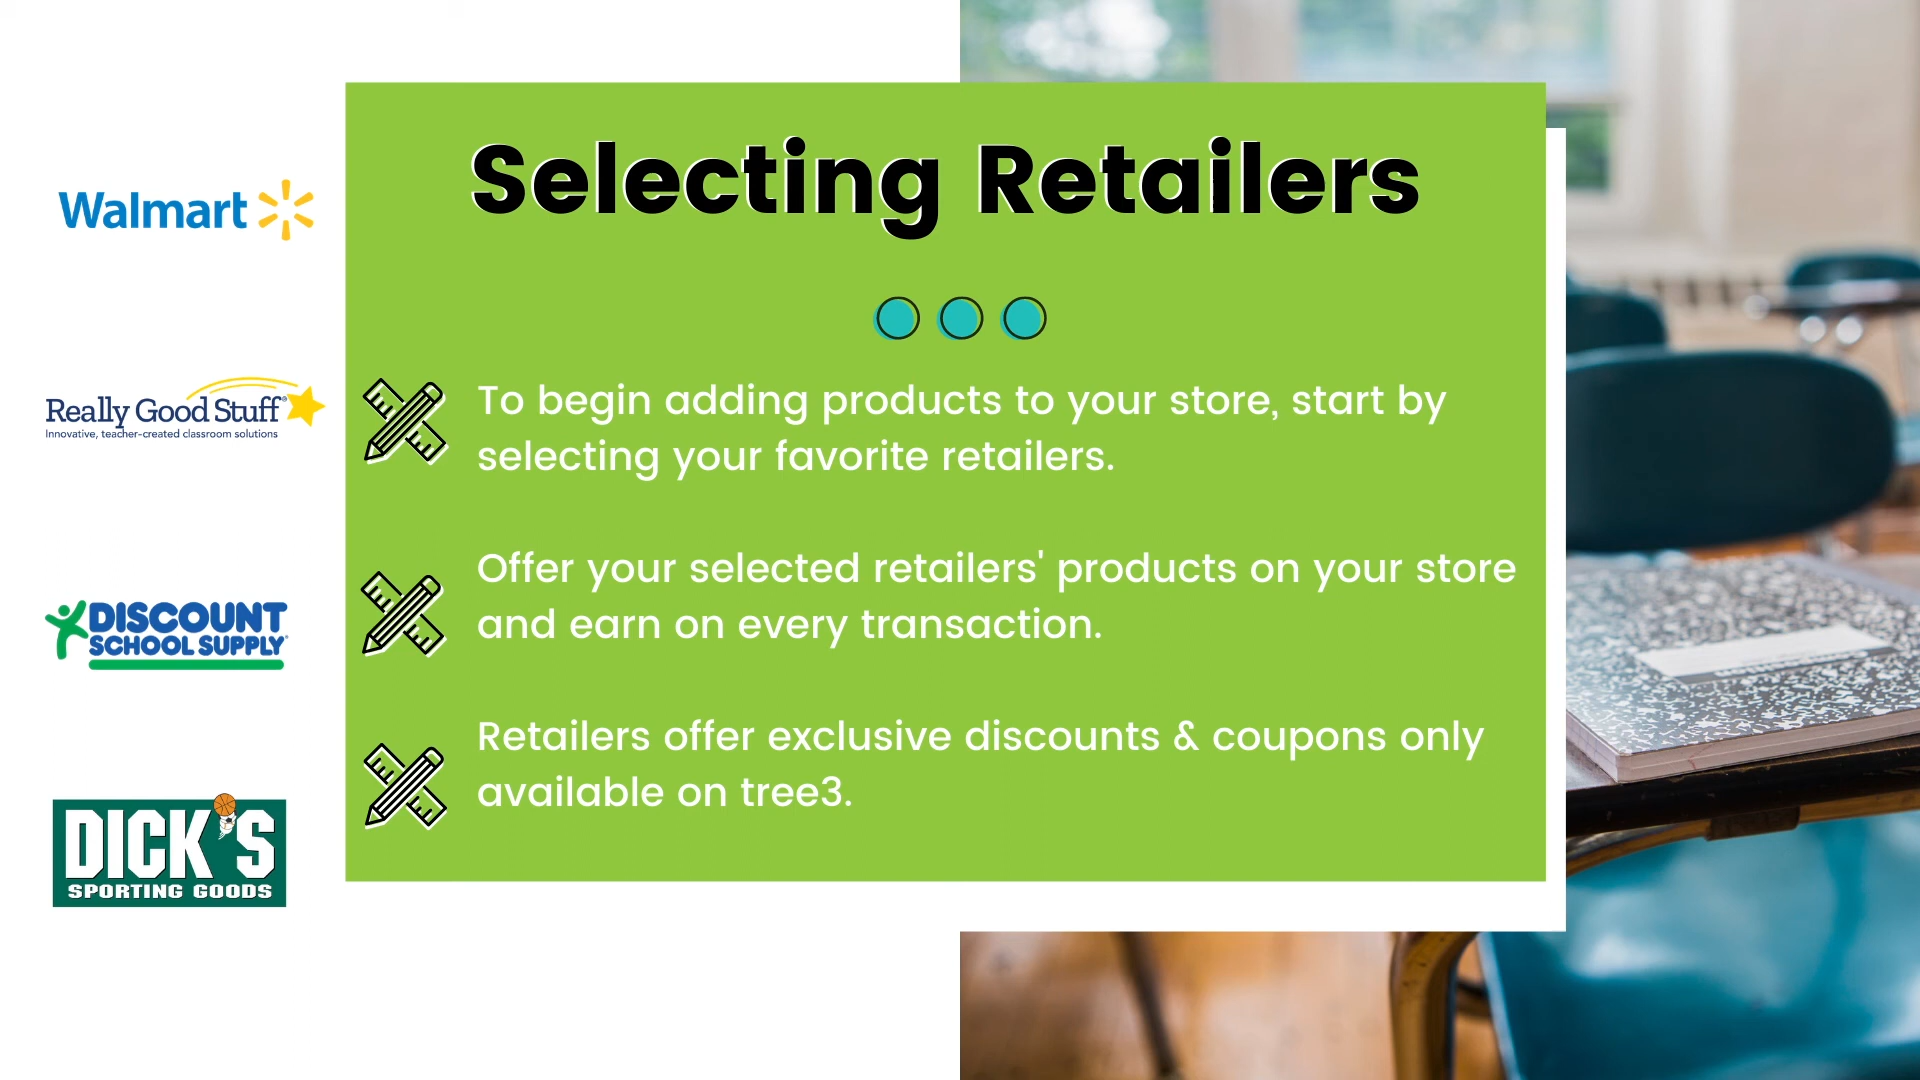 Selecting Retailers
Walmart
Really Good Stuff®
Innovative, teacher-created classroom solutions
DISCOUNT
SCHOOL SUPPLY®
DICK'S
SPORTING GOODS
To begin adding products to your store, start by
selecting your favorite retailers.
Offer your selected retailers' products on your store
and earn on every transaction.
Retailers offer exclusive discounts & coupons only
available on tree3.